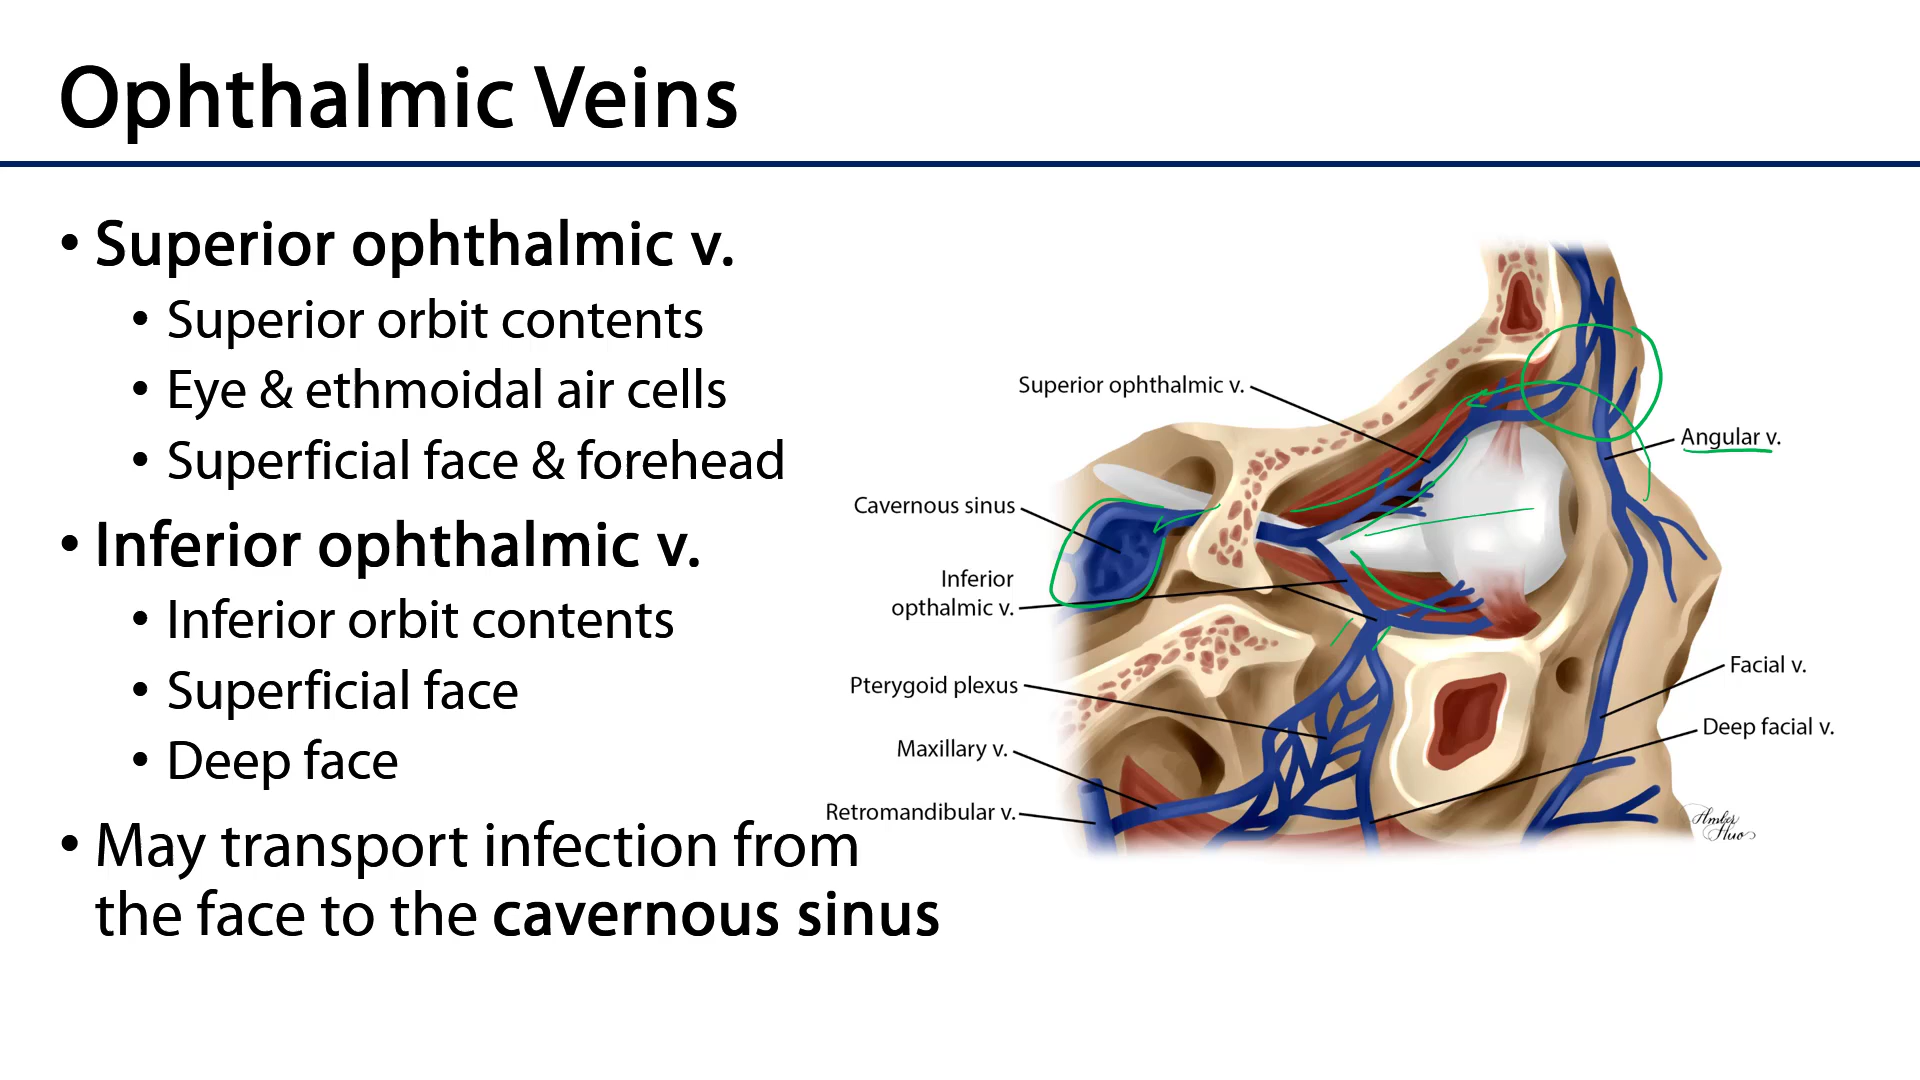 Ophthalmic Veins
• Superior ophthalmic v.
• Superior orbit contents
• Eye & ethmoidal air cells
• Superficial face & forehead
• Inferior ophthalmic v.
• Inferior orbit contents
• Superficial face
• Deep face
• May transport infection from
the face to the cavernous sinus
Superior ophthalmic v.
Angular v.
Cavernous sinus
Inferior
opthalmic v.
Pterygoid plexus
Facial v.
Deep facial v.
Maxillary v.
Retromandibular v.
Amber
Huo